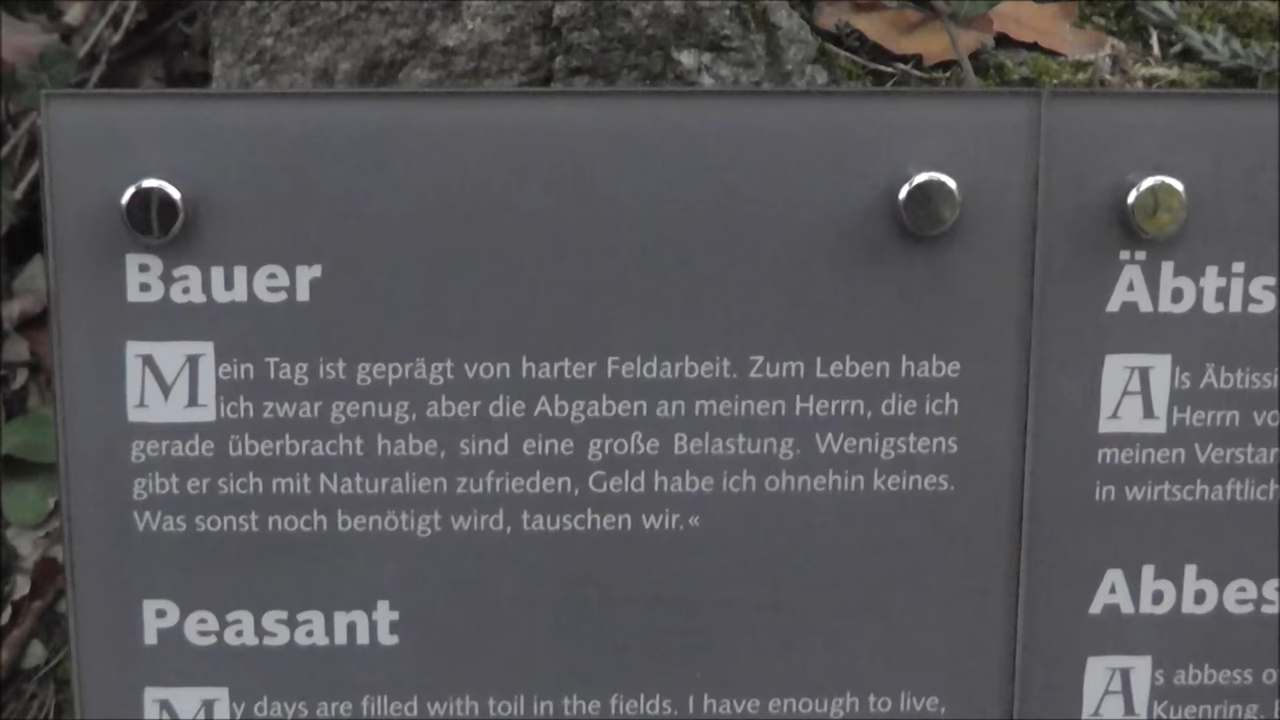 Bauer
Mein Tag ist geprägt von harter Feldarbeit. Zum Leben habe
ich zwar genug, aber die Abgaben an meinen Herrn, die ich
gerade überbracht habe, sind eine große Belastung. Wenigstens
gibt er sich mit Naturalien zufrieden, Geld habe ich ohnehin keines.
Was sonst noch benötigt wird, tauschen wir.«
Peasant
My days are filled with toil in the fields. I have enough to live,
Äbtis
Als Äbtissi
Herrn vo
meinen Verstan
in wirtschaftlich
Abbes
As abbess o
Kuenring,